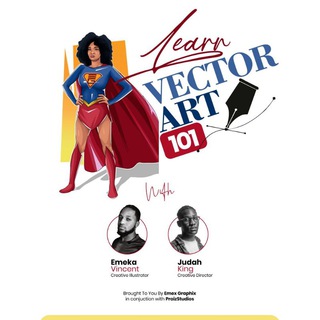 Learn
VECTOR
ART
101
With
Emeka
Vincent
Creative Illustrator
Judah
King
Creative Director
Brought To You By Emex Graphix
in conjuction with ProlzStudios